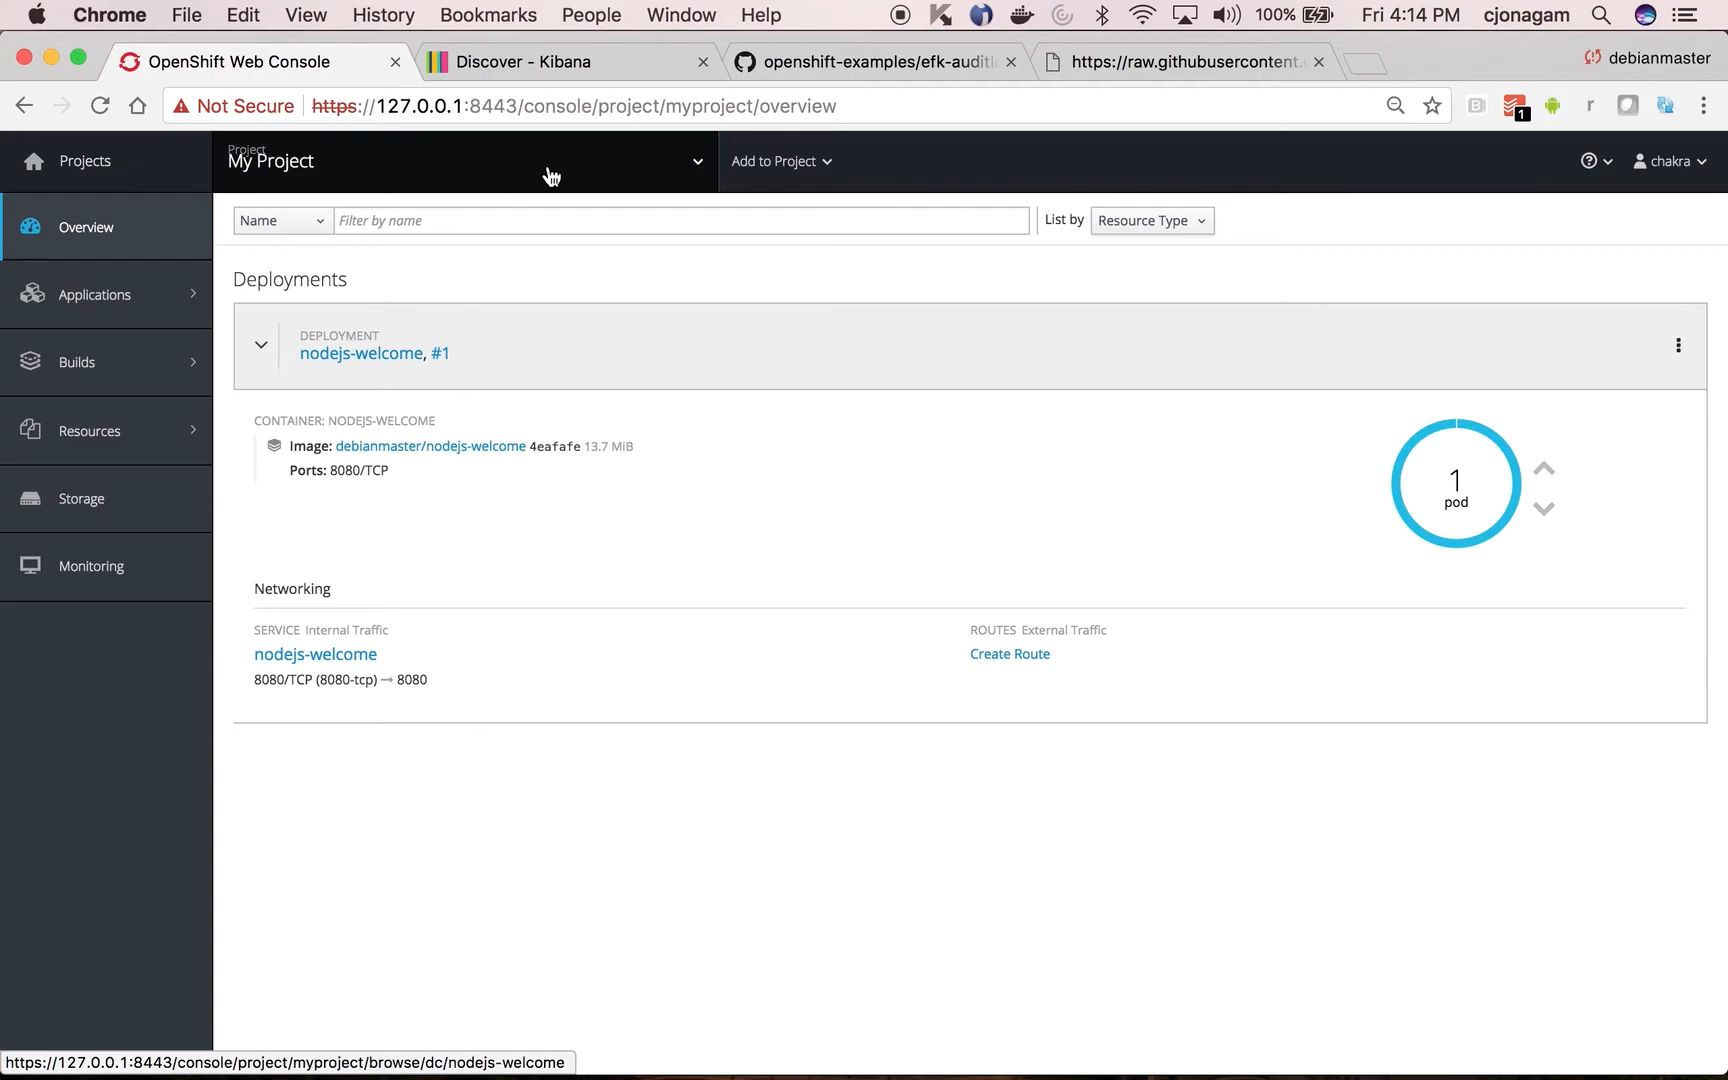 Chrome File Edit View History Bookmarks People Window Help 100% Fri 4:14 PM cjonagam
OpenShift Web Console Discover - Kibana openshift-examples/efk-auditl https://raw.githubusercontent. debianmaster
Not Secure https://127.0.0.1:8443/console/project/myproject/overview 1
Projects
Project
My Project
Add to Project
chakra
Overview
Applications
Builds
Resources
Storage
Monitoring
Name Filter by name List by Resource Type
Deployments
DEPLOYMENT
nodejs-welcome, #1
CONTAINER: NODEJS-WELCOME
Image: debianmaster/nodejs-welcome 4eafafe 13.7 MiB
Ports: 8080/TCP
1
pod
Networking
SERVICE Internal Traffic
nodejs-welcome
8080/TCP (8080-tcp) → 8080
ROUTES External Traffic
Create Route
https://127.0.0.1:8443/console/project/myproject/browse/dc/nodejs-welcome